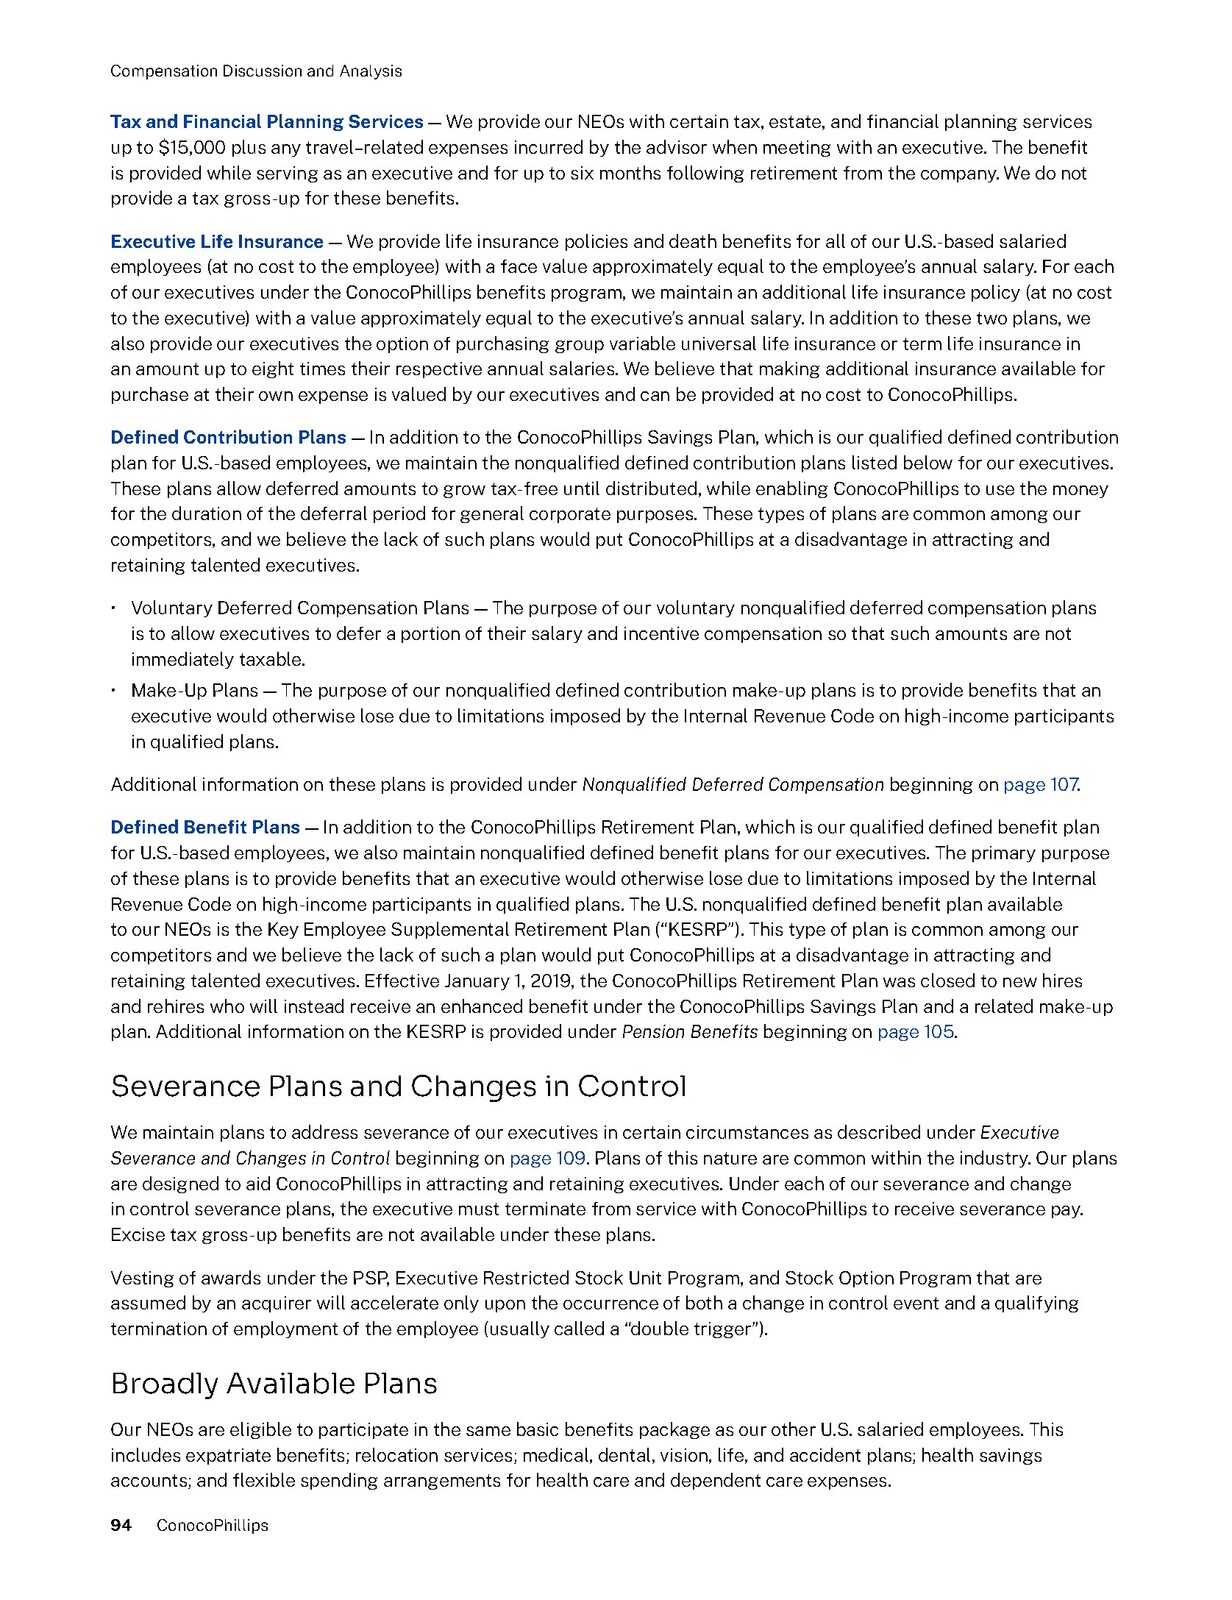 Compensation Discussion and Analysis
Tax and Financial Planning Services — We provide our NEOs with certain tax, estate, and financial planning services
up to $15,000 plus any travel–related expenses incurred by the advisor when meeting with an executive. The benefit
is provided while serving as an executive and for up to six months following retirement from the company. We do not
provide a tax gross-up for these benefits.
Executive Life Insurance — We provide life insurance policies and death benefits for all of our U.S.-based salaried
employees (at no cost to the employee) with a face value approximately equal to the employee’s annual salary. For each
of our executives under the ConocoPhillips benefits program, we maintain an additional life insurance policy (at no cost
to the executive) with a value approximately equal to the executive’s annual salary. In addition to these two plans, we
also provide our executives the option of purchasing group variable universal life insurance or term life insurance in
an amount up to eight times their respective annual salaries. We believe that making additional insurance available for
purchase at their own expense is valued by our executives and can be provided at no cost to ConocoPhillips.
Defined Contribution Plans — In addition to the ConocoPhillips Savings Plan, which is our qualified defined contribution
plan for U.S.-based employees, we maintain the nonqualified defined contribution plans listed below for our executives.
These plans allow deferred amounts to grow tax-free until distributed, while enabling ConocoPhillips to use the money
for the duration of the deferral period for general corporate purposes. These types of plans are common among our
competitors, and we believe the lack of such plans would put ConocoPhillips at a disadvantage in attracting and
retaining talented executives.
• Voluntary Deferred Compensation Plans — The purpose of our voluntary nonqualified deferred compensation plans
is to allow executives to defer a portion of their salary and incentive compensation so that such amounts are not
immediately taxable.
• Make-Up Plans — The purpose of our nonqualified defined contribution make-up plans is to provide benefits that an
executive would otherwise lose due to limitations imposed by the Internal Revenue Code on high-income participants
in qualified plans.
Additional information on these plans is provided under Nonqualified Deferred Compensation beginning on page 107.
Defined Benefit Plans — In addition to the ConocoPhillips Retirement Plan, which is our qualified defined benefit plan
for U.S.-based employees, we also maintain nonqualified defined benefit plans for our executives. The primary purpose
of these plans is to provide benefits that an executive would otherwise lose due to limitations imposed by the Internal
Revenue Code on high-income participants in qualified plans. The U.S. nonqualified defined benefit plan available
to our NEOs is the Key Employee Supplemental Retirement Plan (“KESRP”). This type of plan is common among our
competitors and we believe the lack of such a plan would put ConocoPhillips at a disadvantage in attracting and
retaining talented executives. Effective January 1, 2019, the ConocoPhillips Retirement Plan was closed to new hires
and rehires who will instead receive an enhanced benefit under the ConocoPhillips Savings Plan and a related make-up
plan. Additional information on the KESRP is provided under Pension Benefits beginning on page 105.
Severance Plans and Changes in Control
We maintain plans to address severance of our executives in certain circumstances as described under Executive
Severance and Changes in Control beginning on page 109. Plans of this nature are common within the industry. Our plans
are designed to aid ConocoPhillips in attracting and retaining executives. Under each of our severance and change
in control severance plans, the executive must terminate from service with ConocoPhillips to receive severance pay.
Excise tax gross-up benefits are not available under these plans.
Vesting of awards under the PSP, Executive Restricted Stock Unit Program, and Stock Option Program that are
assumed by an acquirer will accelerate only upon the occurrence of both a change in control event and a qualifying
termination of employment of the employee (usually called a “double trigger”).
Broadly Available Plans
Our NEOs are eligible to participate in the same basic benefits package as our other U.S. salaried employees. This
includes expatriate benefits; relocation services; medical, dental, vision, life, and accident plans; health savings
accounts; and flexible spending arrangements for health care and dependent care expenses.
94 ConocoPhillips